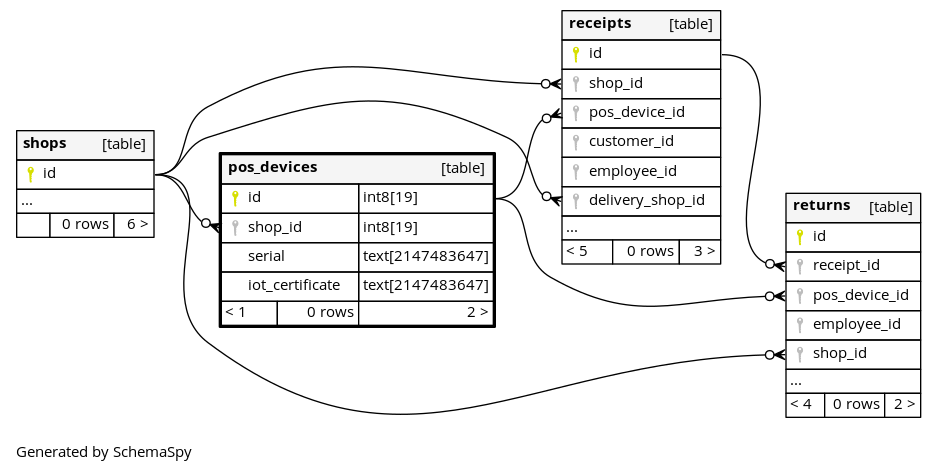 shops [table]
id
...
0 rows 6 >
pos_devices [table]
id int8[19]
shop_id int8[19]
serial text[2147483647]
iot_certificate text[2147483647]
< 1 0 rows 2 >
receipts [table]
id
shop_id
pos_device_id
customer_id
employee_id
delivery_shop_id
...
< 5 0 rows 3 >
returns [table]
id
receipt_id
pos_device_id
employee_id
shop_id
...
< 4 0 rows 2 >
Generated by SchemaSpy